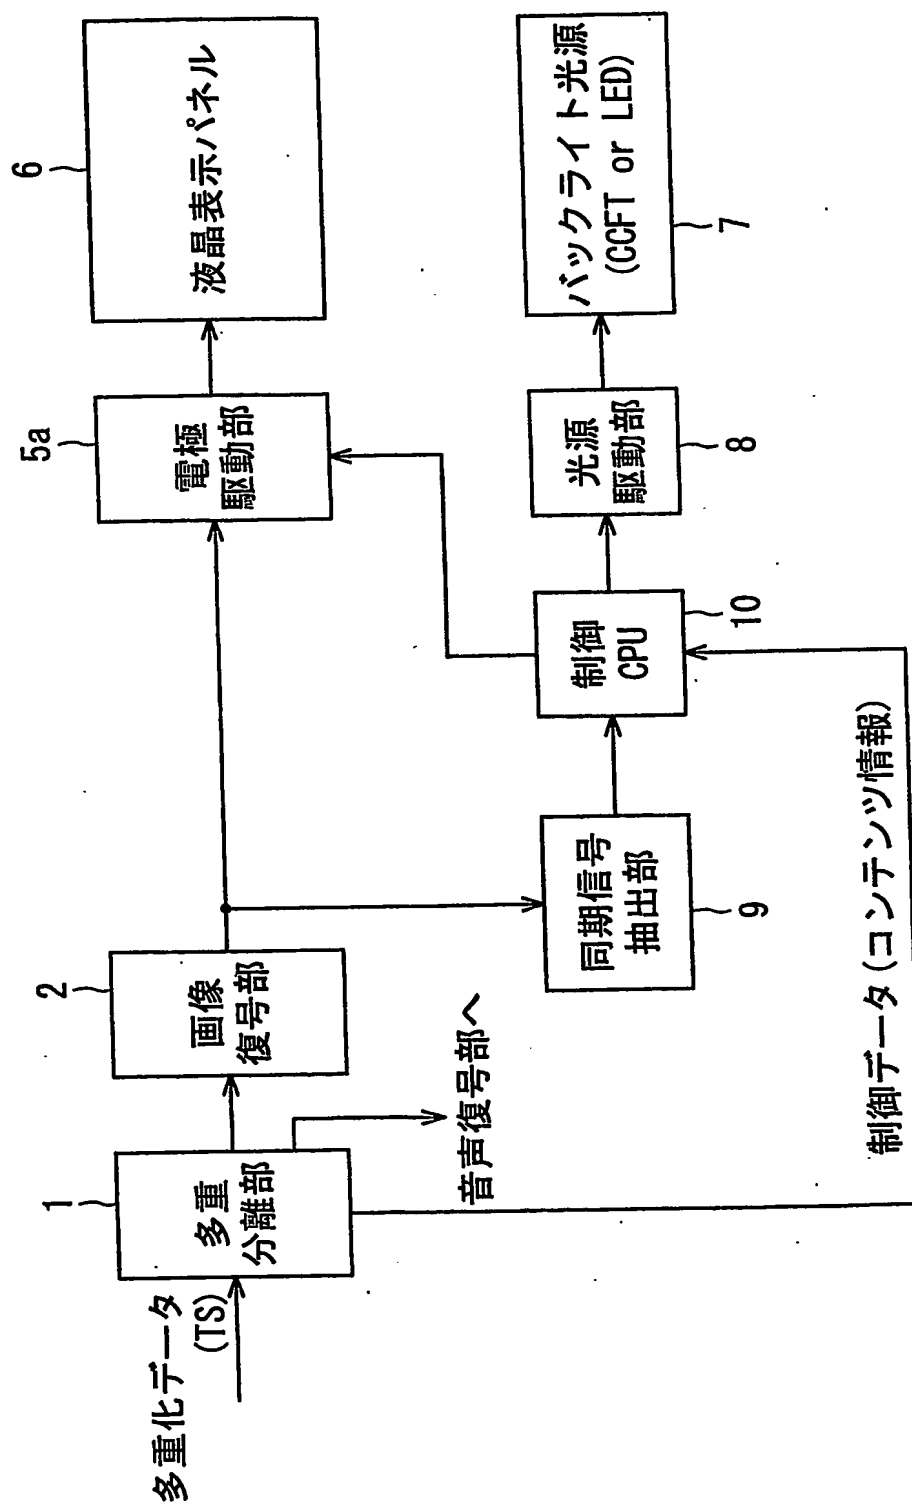 多重化データ
(TS)
1
多重
分離部
音声復号部へ
2
画像
復号部
5a
電極
駆動部
6
液晶表示パネル
同期信号
抽出部
9
制御
CPU
10
光源
駆動部
8
バックライト光源
(CCFT or LED)
7
制御データ(コンテンツ情報)